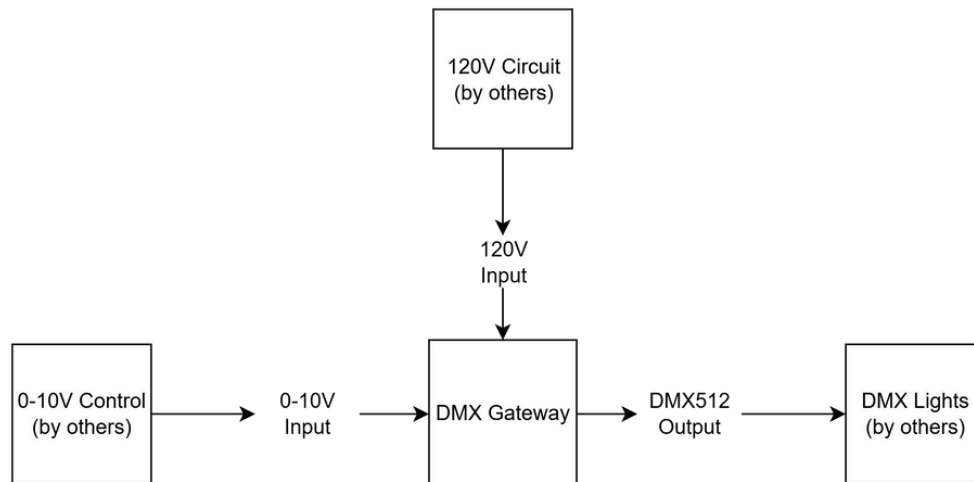 120V Circuit
(by others)
120V
Input
0-10V Control
(by others)
0-10V
Input
DMX Gateway
DMX512
Output
DMX Lights
(by others)